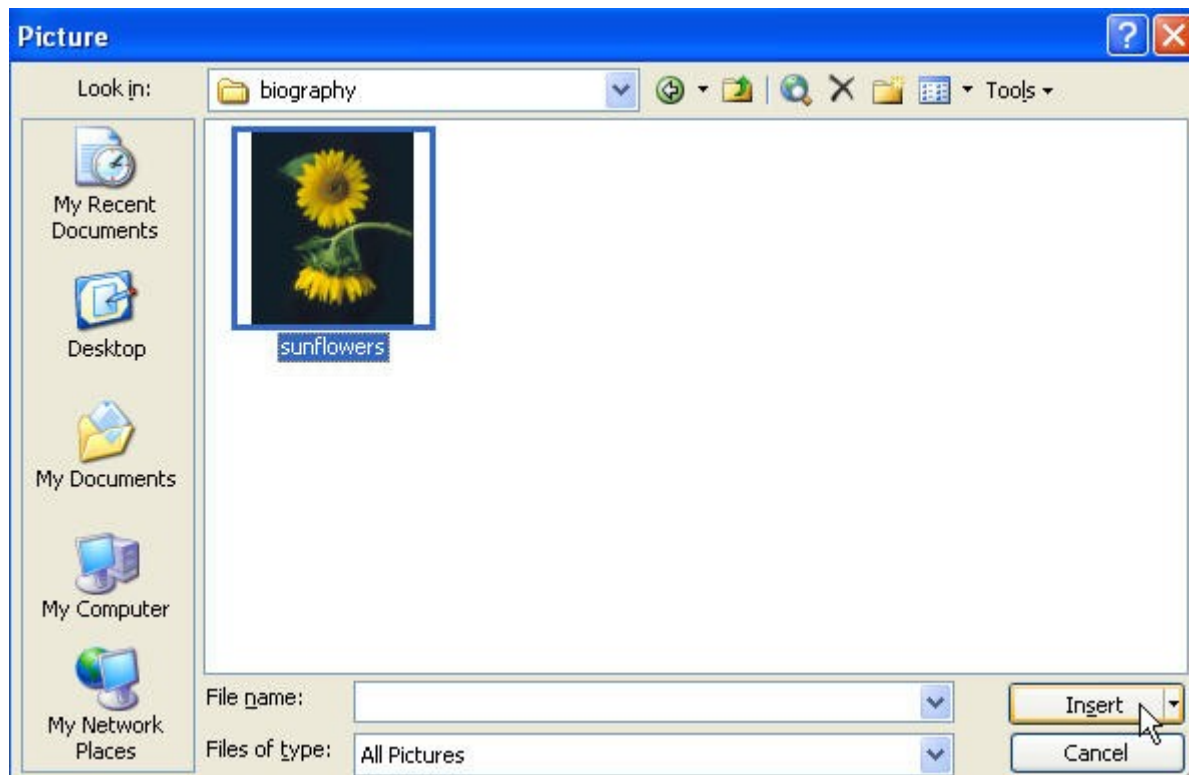 Picture
Look in:
biography
Tools
My Recent
Documents
Desktop
My Documents
My Computer
My Network
Places
sunflowers
File name:
Insert
Files of type:
All Pictures
Cancel